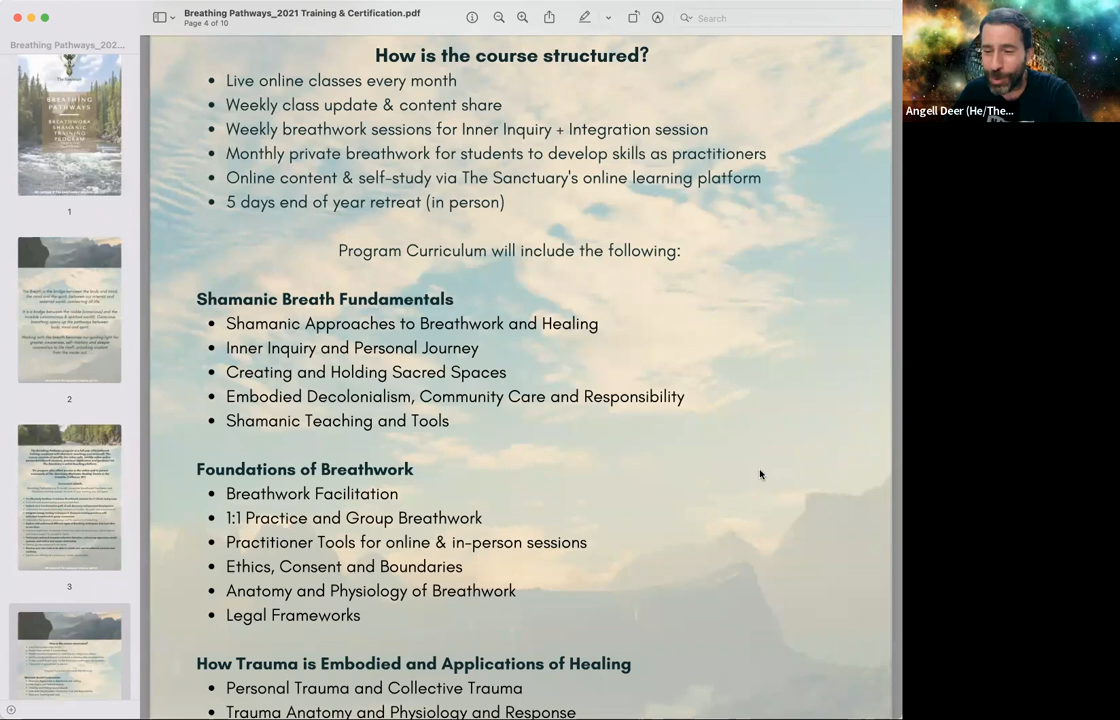 Breathing Pathways_2021 Training & Certification.pdf
Page 4 of 10
Search
Breathing Pathways_202...
BREATHING
PATHWAYS
BREATHWORK
SHAMANIC
TRAINING
PROGRAM
1
2
3
How is the course structured?
• Live online classes every month
• Weekly class update & content share
• Weekly breathwork sessions for Inner Inquiry + Integration session
• Monthly private breathwork for students to develop skills as practitioners
• Online content & self-study via The Sanctuary's online learning platform
• 5 days end of year retreat (in person)
Program Curriculum will include the following:
Shamanic Breath Fundamentals
• Shamanic Approaches to Breathwork and Healing
• Inner Inquiry and Personal Journey
• Creating and Holding Sacred Spaces
• Embodied Decolonialism, Community Care and Responsibility
• Shamanic Teaching and Tools
Foundations of Breathwork
• Breathwork Facilitation
• 1:1 Practice and Group Breathwork
• Practitioner Tools for online & in-person sessions
• Ethics, Consent and Boundaries
• Anatomy and Physiology of Breathwork
• Legal Frameworks
How Trauma is Embodied and Applications of Healing
• Personal Trauma and Collective Trauma
• Trauma Anatomy and Physiology and Response
Angell Deer (He/The...